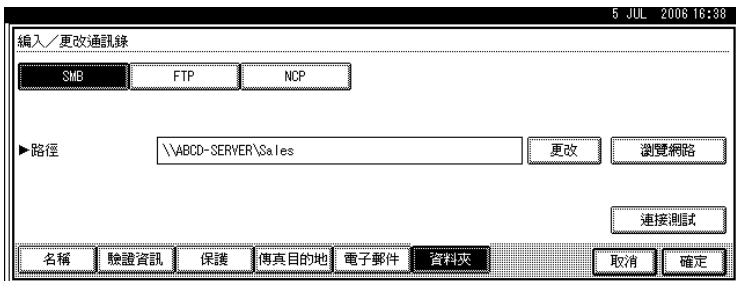 5 JUL 2006 16:38
編入／更改通訊錄
SMB FTP NCP
▶路徑 \\ABCD-SERVER\Sales 更改 瀏覽網路
連接測試
名稱 驗證資訊 保護 傳真目的地 電子郵件 資料夾 取消 確定